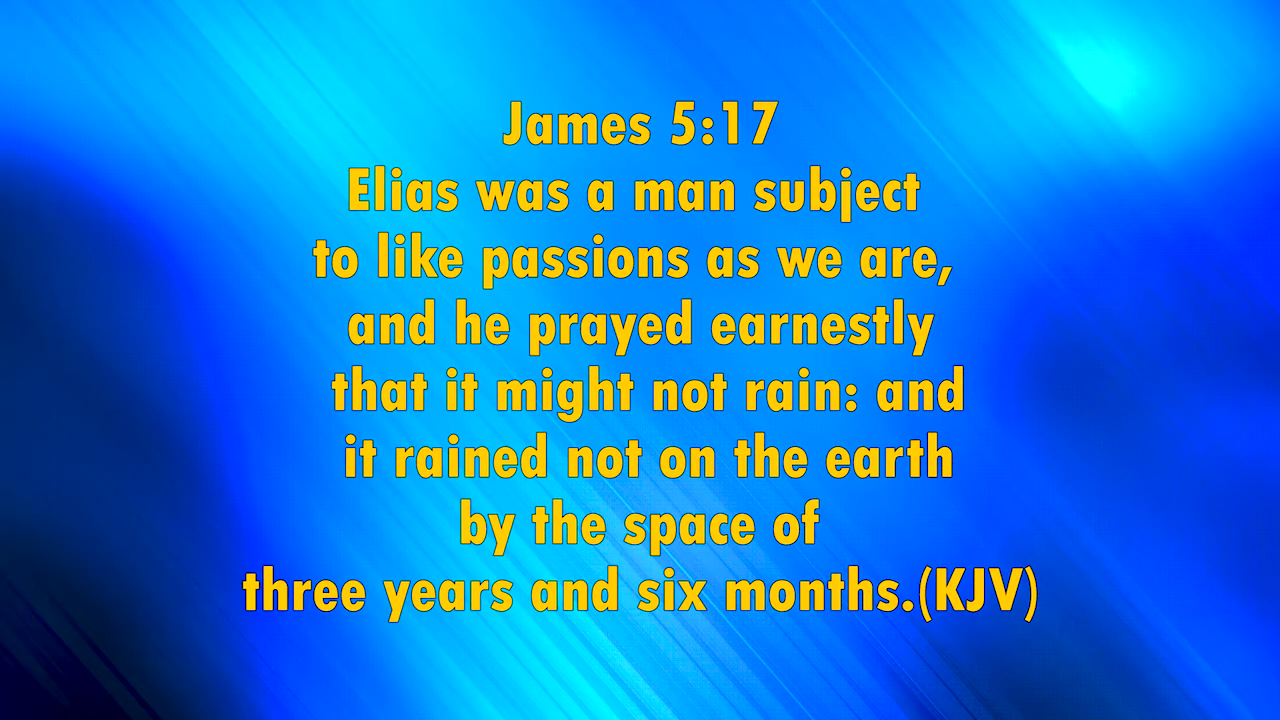 James 5:17
Elias was a man subject
to like passions as we are,
and he prayed earnestly
that it might not rain: and
it rained not on the earth
by the space of
three years and six months.(KJV)